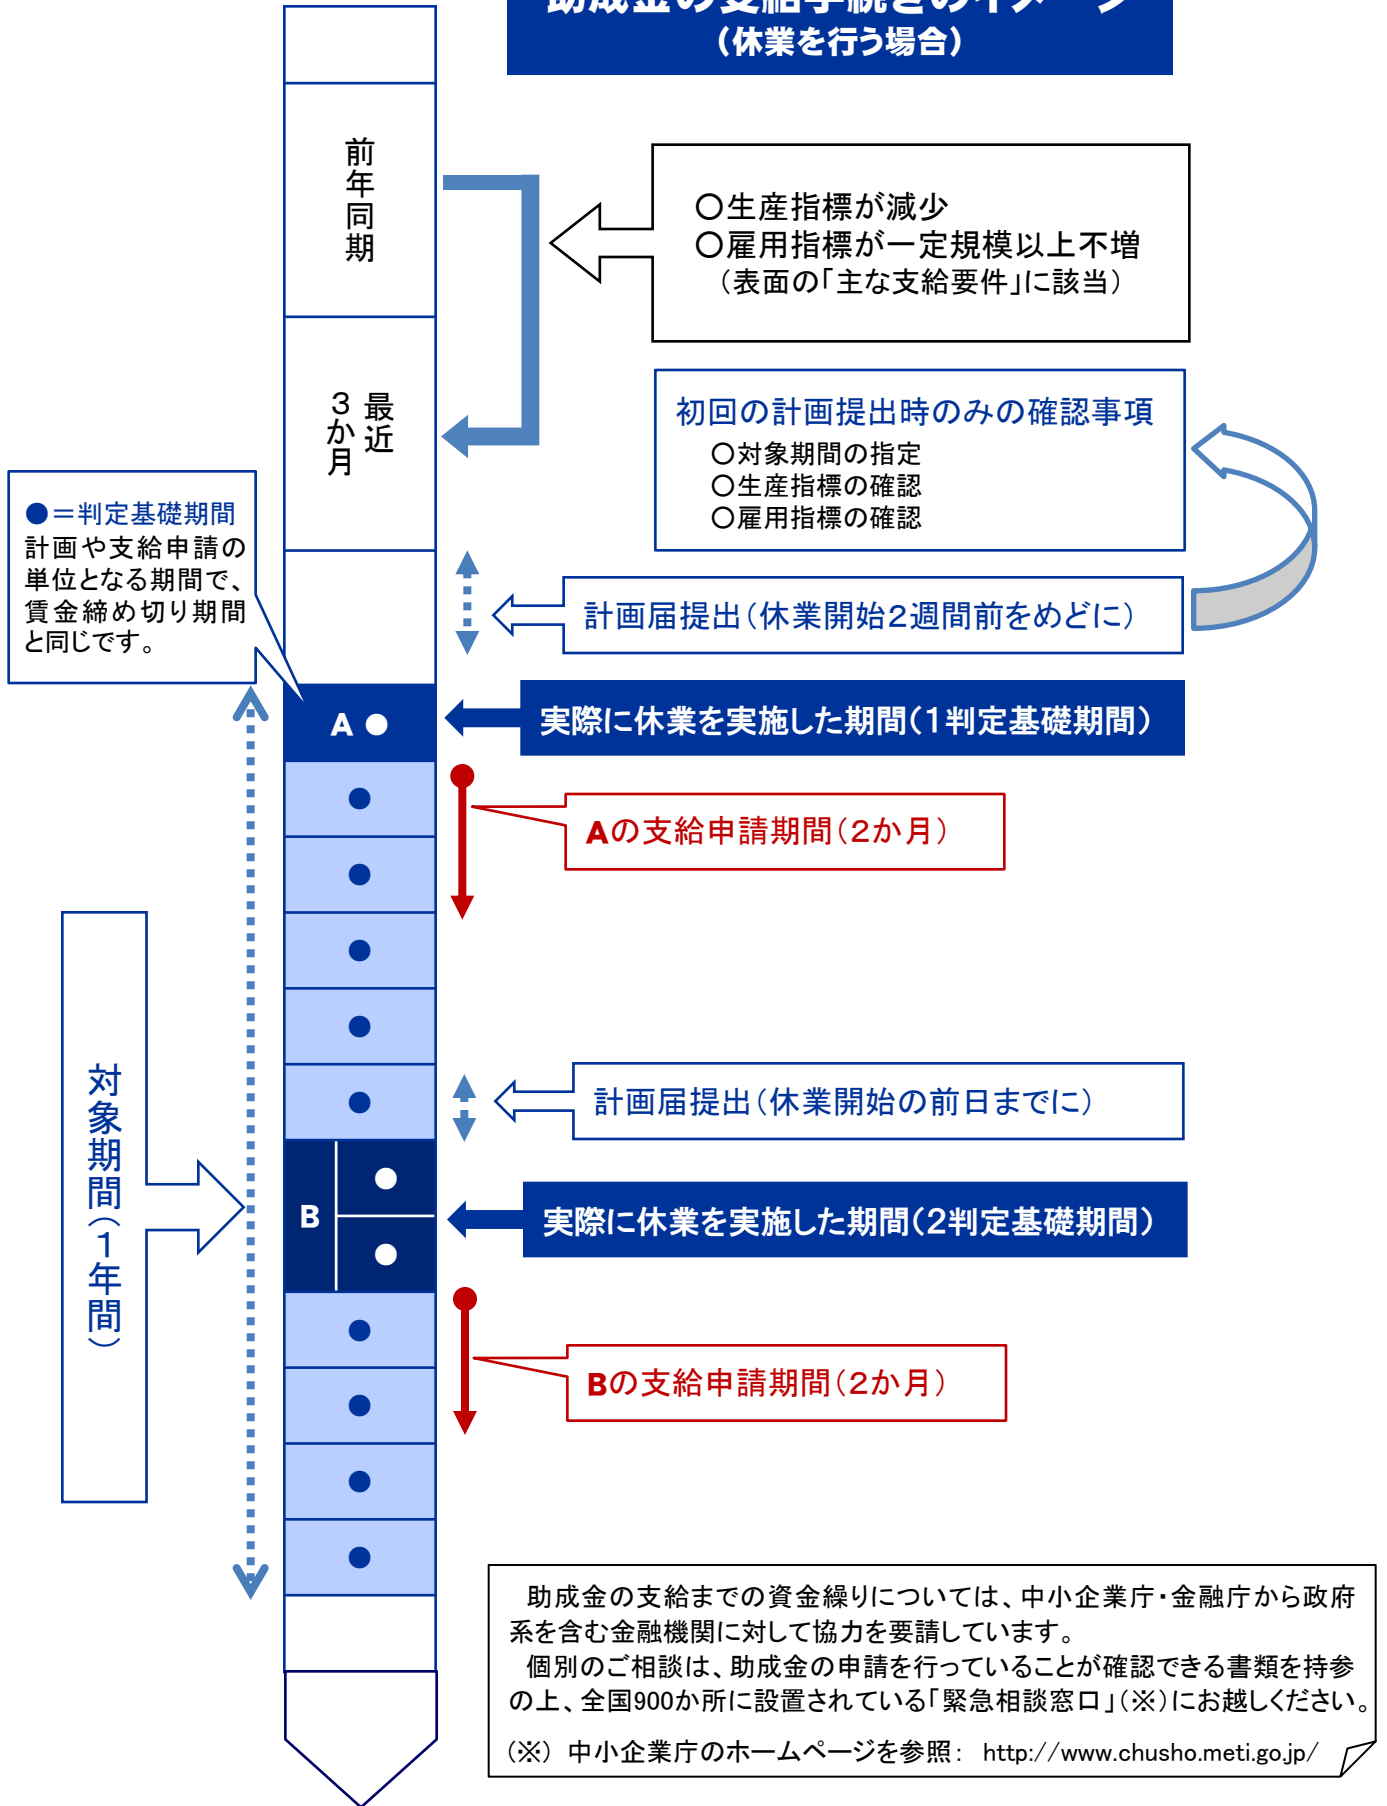 助成金の支給手続きのイメージ
（休業を行う場合）
前年同期
○生産指標が減少
○雇用指標が一定規模以上不増
（表面の「主な支給要件」に該当）
最近
３か月
初回の計画提出時のみの確認事項
○対象期間の指定
○生産指標の確認
○雇用指標の確認
●＝判定基礎期間
計画や支給申請の
単位となる期間で、
賃金締め切り期間
と同じです。
計画届提出（休業開始２週間前をめどに）
A ●
実際に休業を実施した期間（１判定基礎期間）
●
Aの支給申請期間（２か月）
●
●
●
●
計画届提出（休業開始の前日までに）
対象期間（１年間）
B
●
●
実際に休業を実施した期間（２判定基礎期間）
●
Bの支給申請期間（２か月）
●
●
●
助成金の支給までの資金繰りについては、中小企業庁・金融庁から政府
系を含む金融機関に対して協力を要請しています。
個別のご相談は、助成金の申請を行っていることが確認できる書類を持参
の上、全国900か所に設置されている「緊急相談窓口」（※）にお越しください。
（※） 中小企業庁のホームページを参照： http://www.chusho.meti.go.jp/